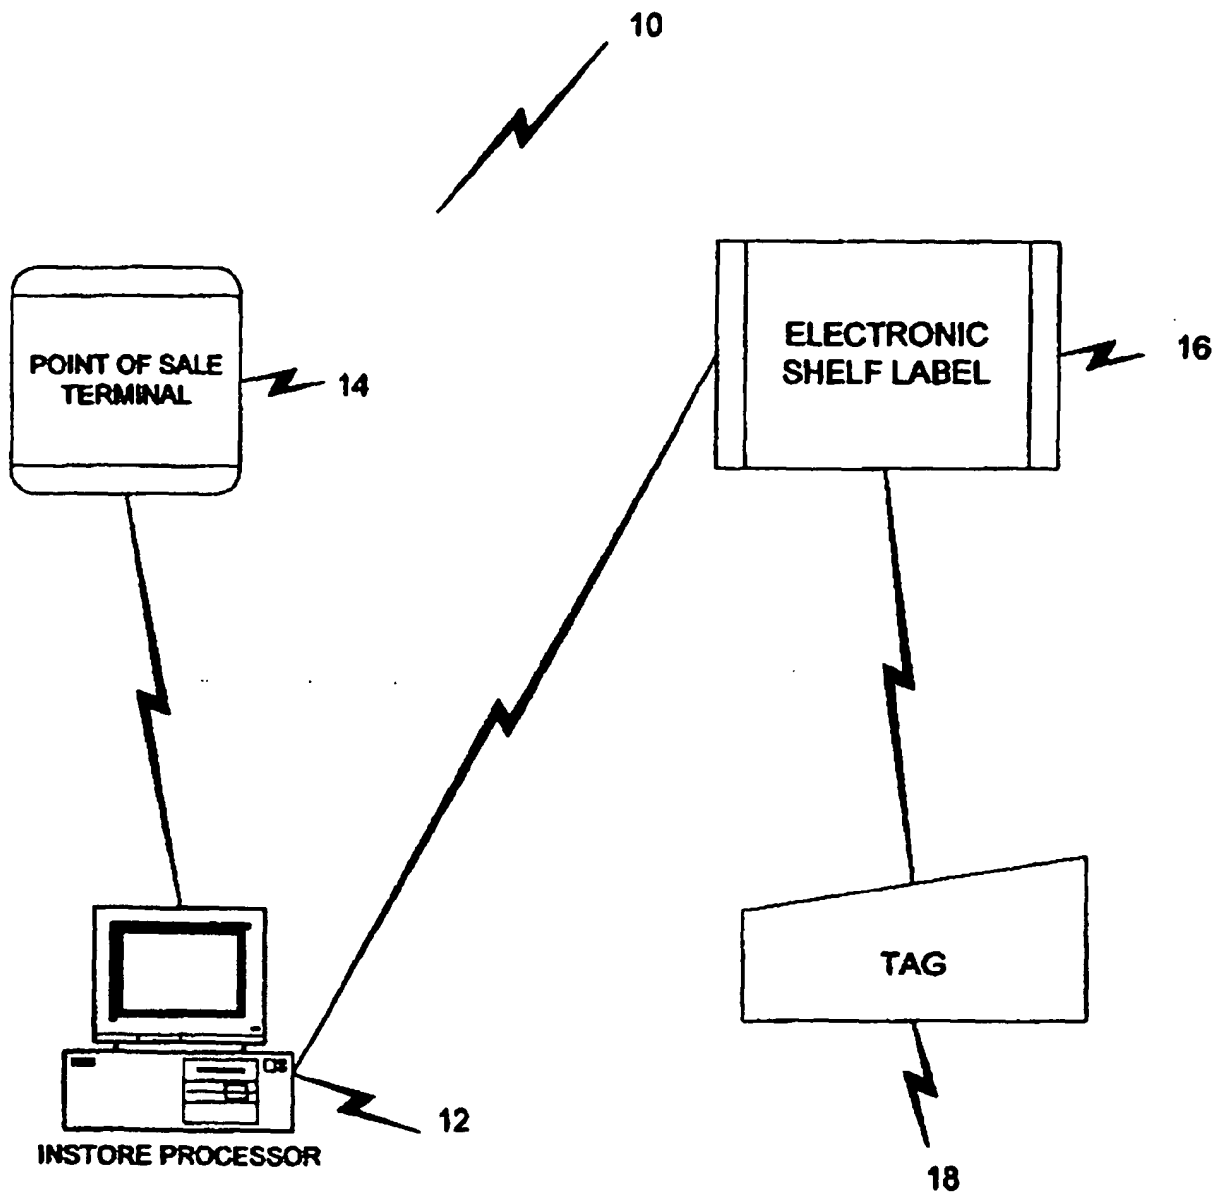 10
POINT OF SALE
TERMINAL
14
ELECTRONIC
SHELF LABEL
16
TAG
12
INSTORE PROCESSOR
18